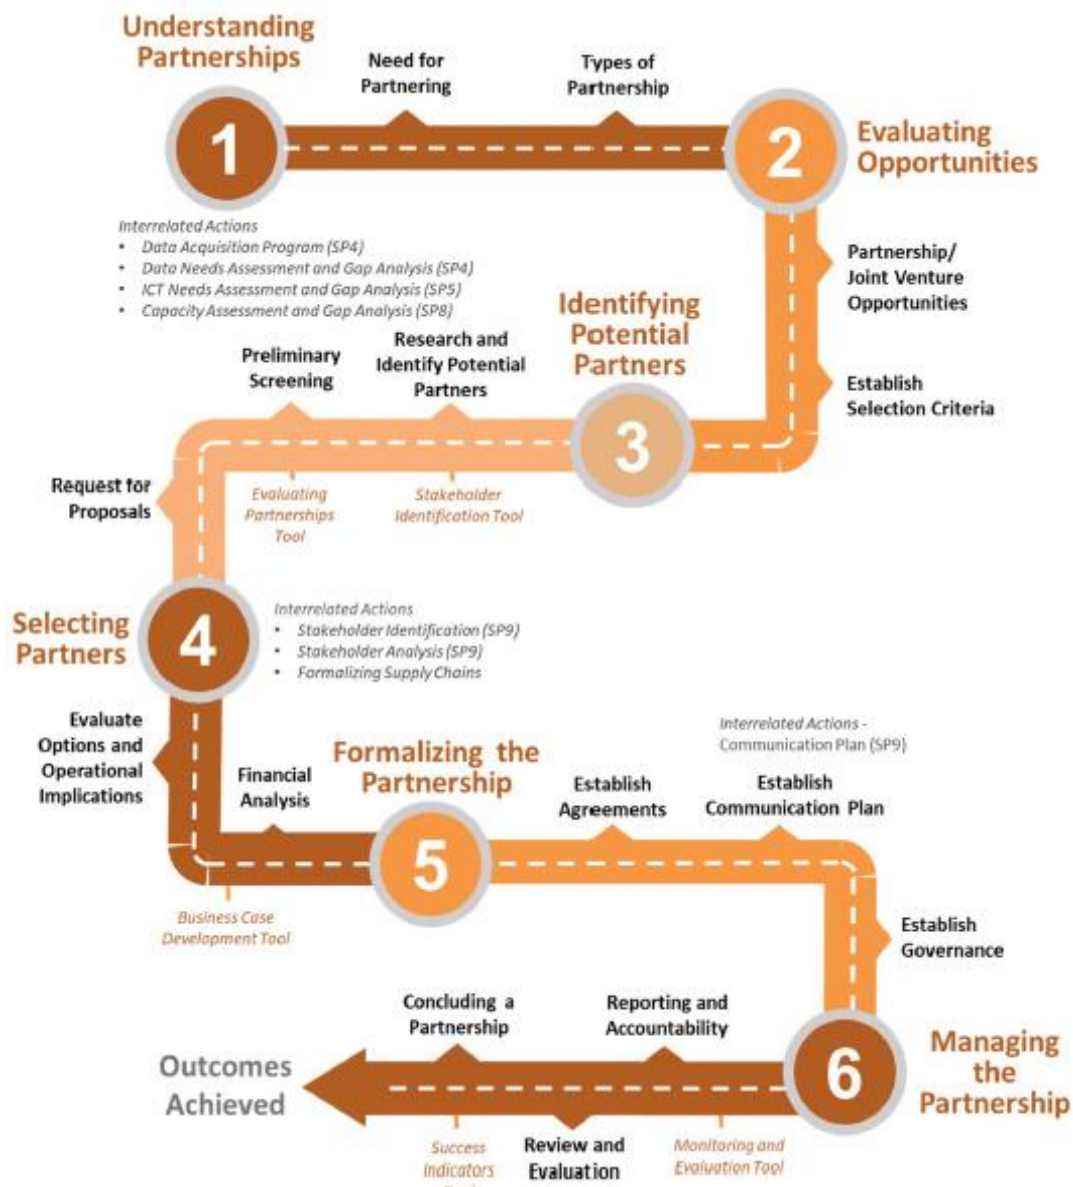 Understanding
Partnerships
Need for
Partnering
Types of
Partnership
1
2
Evaluating
Opportunities
Interrelated Actions
• Data Acquisition Program (SP4)
• Data Needs Assessment and Gap Analysis (SP4)
• ICT Needs Assessment and Gap Analysis (SP5)
• Capacity Assessment and Gap Analysis (SP8)
Partnership/
Joint Venture
Opportunities
Establish
Selection Criteria
Identifying
Potential
Partners
3
Research and
Identify Potential
Partners
Preliminary
Screening
Stakeholder
Identification Tool
Evaluating
Partnerships
Tool
Request for
Proposals
Selecting
Partners
4
Interrelated Actions
• Stakeholder Identification (SP9)
• Stakeholder Analysis (SP9)
• Formalizing Supply Chains
Evaluate
Options and
Operational
Implications
Financial
Analysis
Business Case
Development Tool
Formalizing the
Partnership
5
Establish
Agreements
Interrelated Actions -
Communication Plan (SP9)
Establish
Communication Plan
Establish
Governance
6
Managing
the
Partnership
Reporting and
Accountability
Concluding a
Partnership
Monitoring and
Evaluation Tool
Review and
Evaluation
Success
Indicators
Outcomes
Achieved